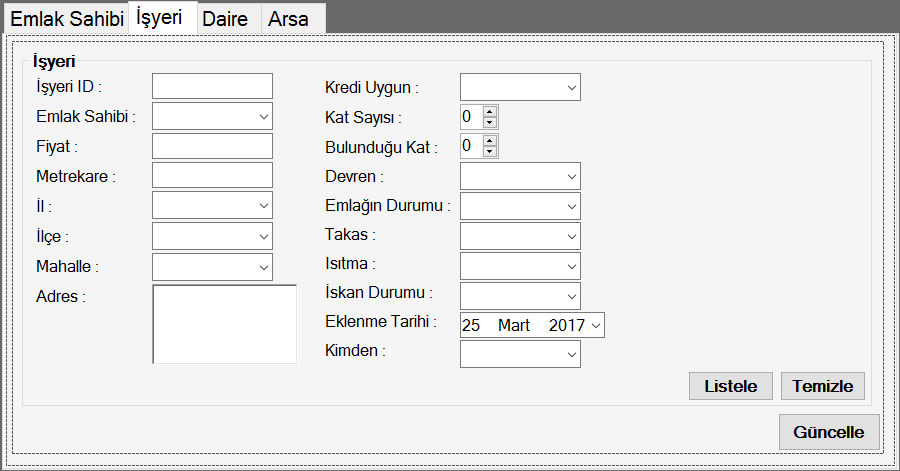 Emlak Sahibi İşyeri Daire Arsa
İşyeri
İşyeri ID :
Emlak Sahibi :
Fiyat :
Metrekare :
İl :
İlçe :
Mahalle :
Adres :
Kredi Uygun :
Kat Sayısı : 0
Bulunduğu Kat : 0
Devren :
Emlağın Durumu :
Takas :
Isıtma :
İskan Durumu :
Eklenme Tarihi : 25 Mart 2017
Kimden :
Listele Temizle
Güncelle